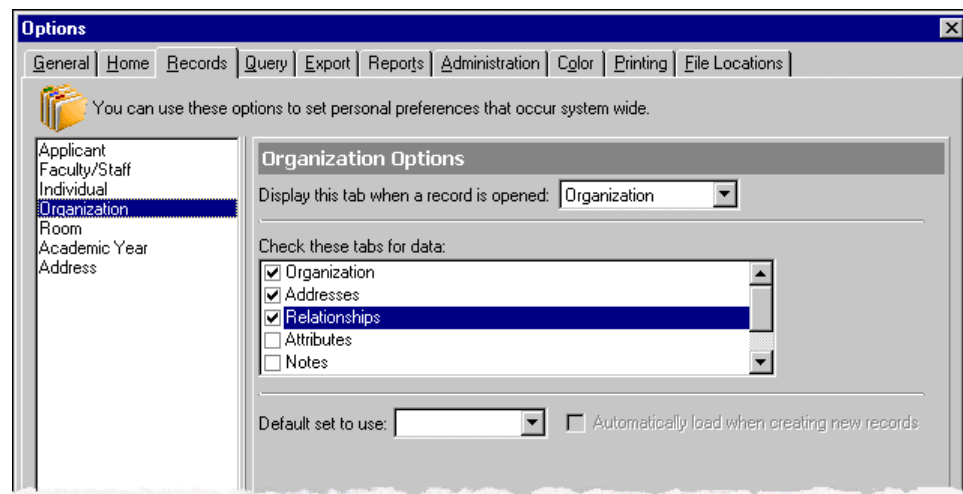 Options
General Home Records Query Export Reports Administration Color Printing File Locations
You can use these options to set personal preferences that occur system wide.
Applicant
Faculty/Staff
Individual
Organization
Room
Academic Year
Address
Organization Options
Display this tab when a record is opened: Organization
Check these tabs for data:
Organization
Addresses
Relationships
Attributes
Notes
Default set to use: Automatically load when creating new records